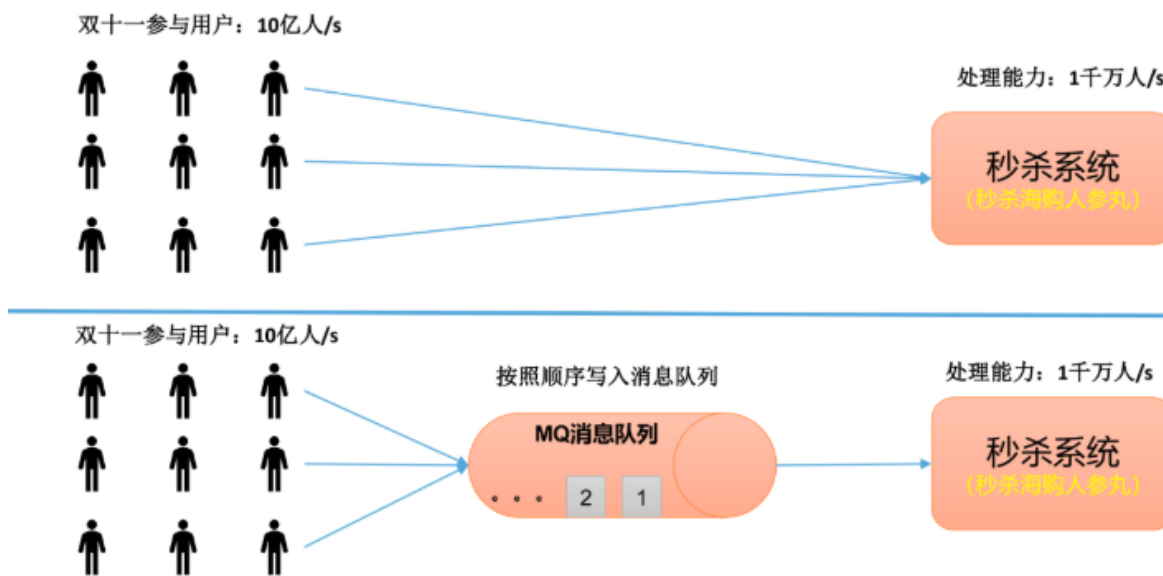 双十一参与用户：10亿人/s
处理能力：1千万人/s
秒杀系统
(秒杀海购人参丸)
双十一参与用户：10亿人/s
按照顺序写入消息队列
处理能力：1千万人/s
MQ消息队列
。。。 2 1
秒杀系统
(秒杀海购人参丸)